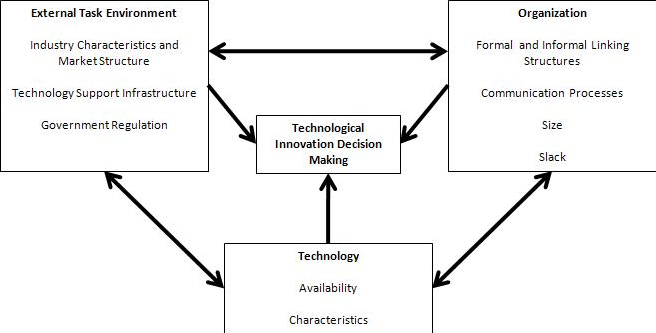 External Task Environment
Industry Characteristics and
Market Structure
Technology Support Infrastructure
Government Regulation
Organization
Formal and Informal Linking
Structures
Communication Processes
Size
Slack
Technological
Innovation Decision
Making
Technology
Availability
Characteristics